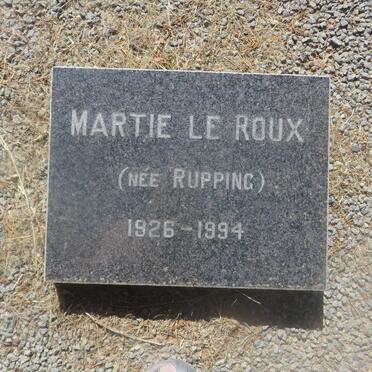 MARTIE LE ROUX
(NÉE RUPPING)
1926-1994